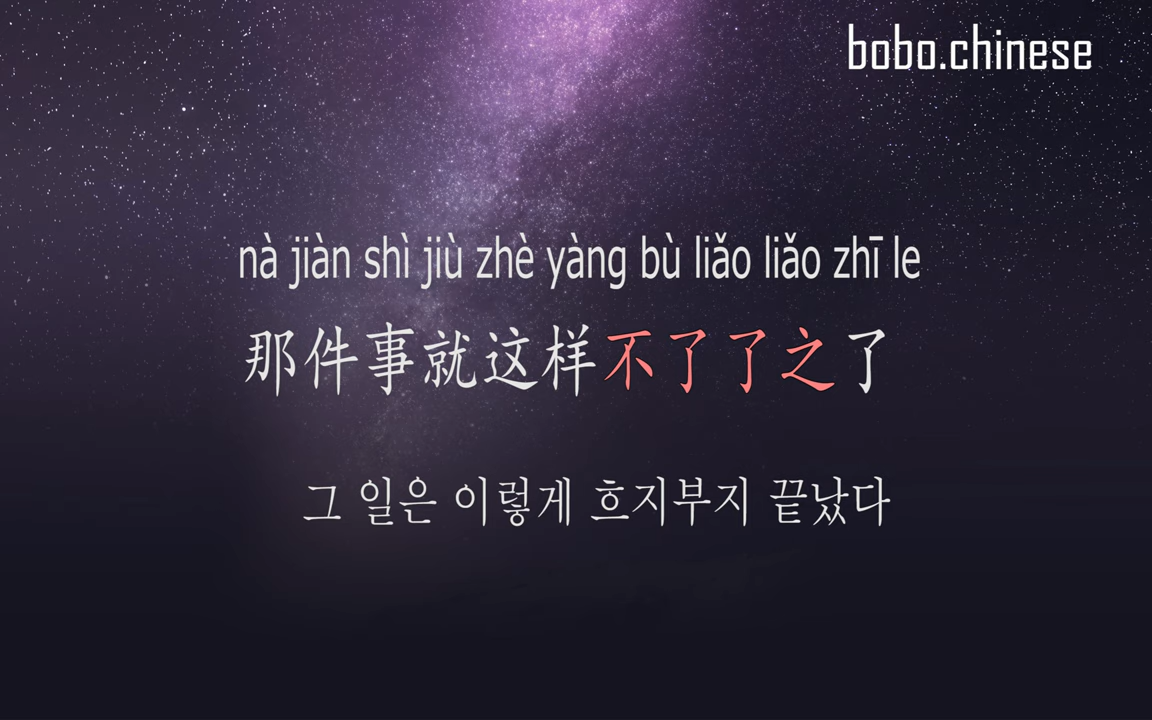 bobo.chinese
nà jiàn shì jiù zhè yàng bù liǎo liǎo zhī le
那件事就这样不了了之了
그 일은 이렇게 흐지부지 끝났다